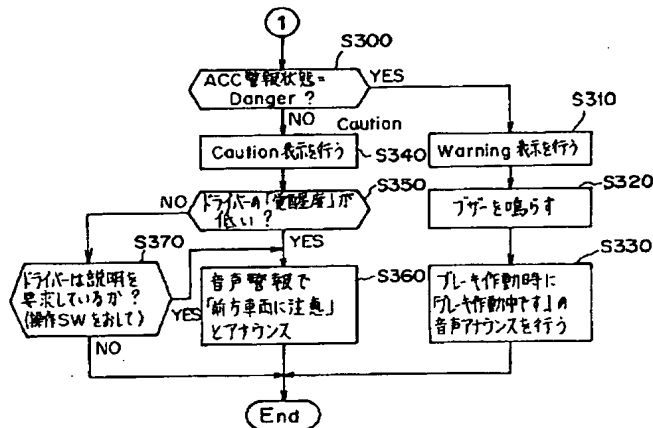 1
S300
ACC警報状態=
Danger?
YES
NO
Caution
S310
Caution表示を行う
S340
Warning表示を行う
S350
S320
NO
ドライバーの「覚醒度」が
低い?
ブザーを鳴らす
YES
S370
S360
S330
ドライバーは説明を
要求しているか?
(操作SWをおして)
YES
音声警報で
「前方車両に注意」
とアナウンス
ブレーキ作動時に
「ブレーキ作動中です」の
音声アナウンスを行う
NO
End